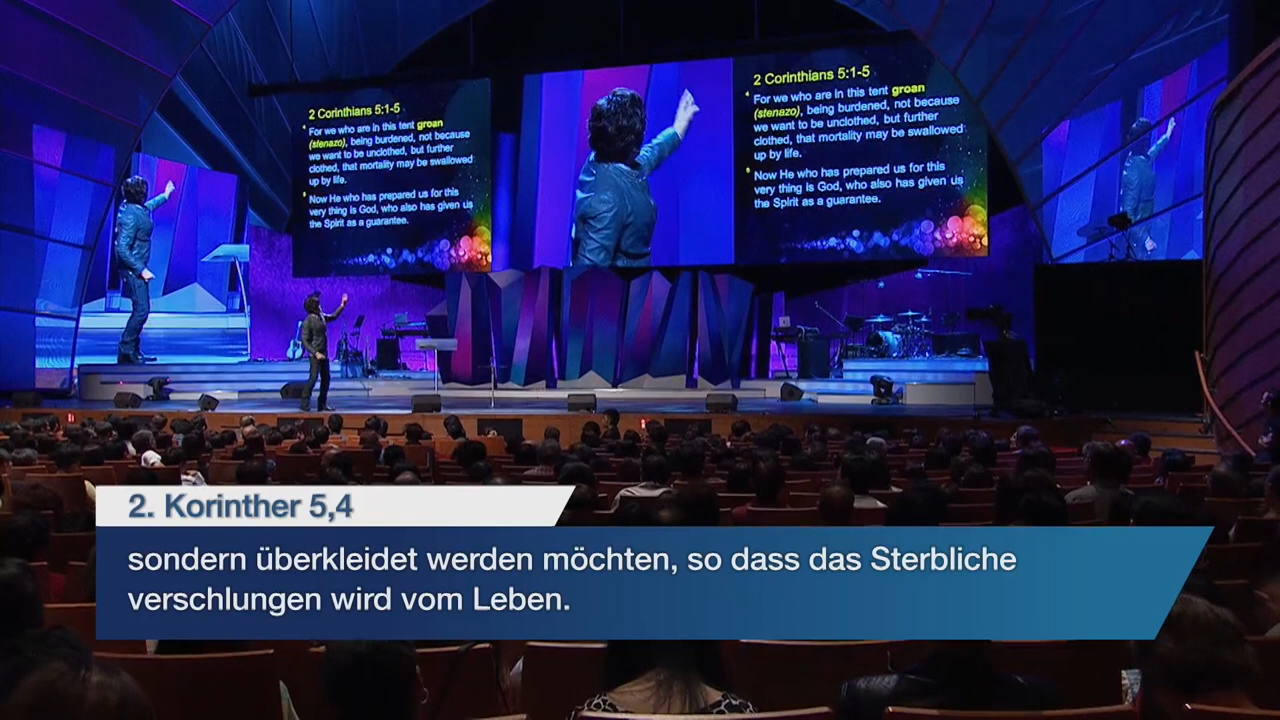 2 Corinthians 5:1-5
4 For we who are in this tent groan
(stenazo), being burdened, not because
we want to be unclothed, but further
clothed, that mortality may be swallowed
up by life.
5 Now He who has prepared us for this
very thing is God, who also has given us
the Spirit as a guarantee.
2 Corinthians 5:1-5
4 For we who are in this tent groan
(stenazo), being burdened, not because
we want to be unclothed, but further
clothed, that mortality may be swallowed
up by life.
5 Now He who has prepared us for this
very thing is God, who also has given us
the Spirit as a guarantee.
2. Korinther 5,4
sondern überkleidet werden möchten, so dass das Sterbliche
verschlungen wird vom Leben.